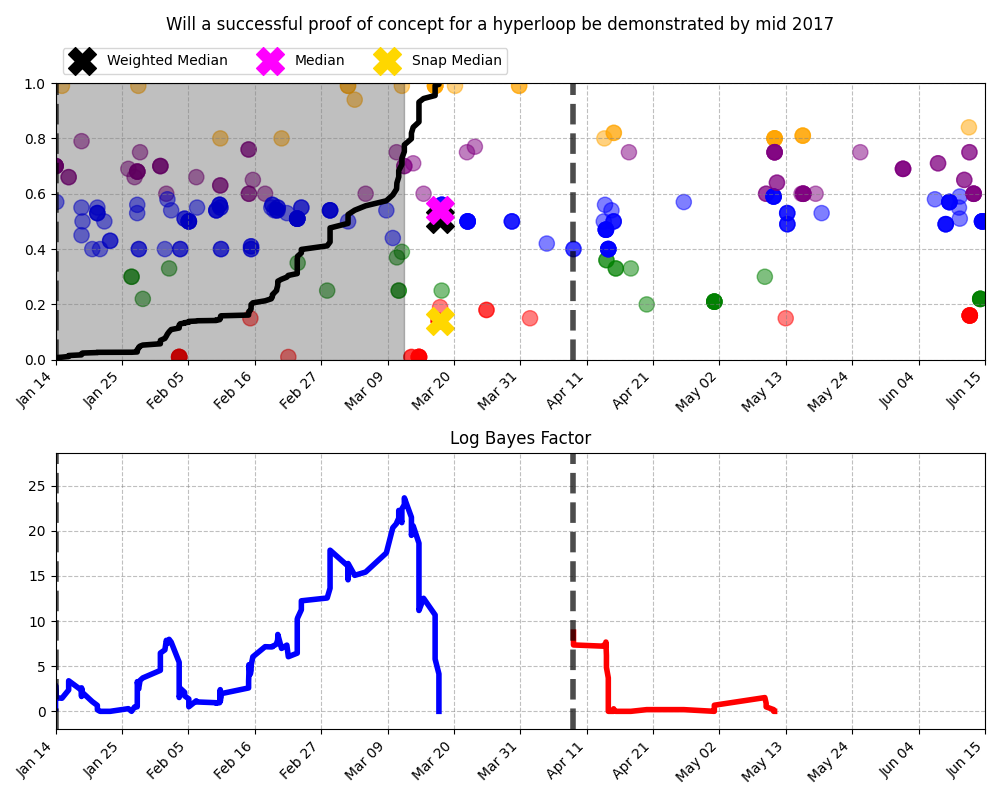 Will a successful proof of concept for a hyperloop be demonstrated by mid 2017
Weighted Median Median Snap Median
1.0
0.8
0.6
0.4
0.2
0.0
Jan 14 Jan 25 Feb 05 Feb 16 Feb 27 Mar 09 Mar 20 Mar 31 Apr 11 Apr 21 May 02 May 13 May 24 Jun 04 Jun 15
Log Bayes Factor
25
20
15
10
5
0
Jan 14 Jan 25 Feb 05 Feb 16 Feb 27 Mar 09 Mar 20 Mar 31 Apr 11 Apr 21 May 02 May 13 May 24 Jun 04 Jun 15